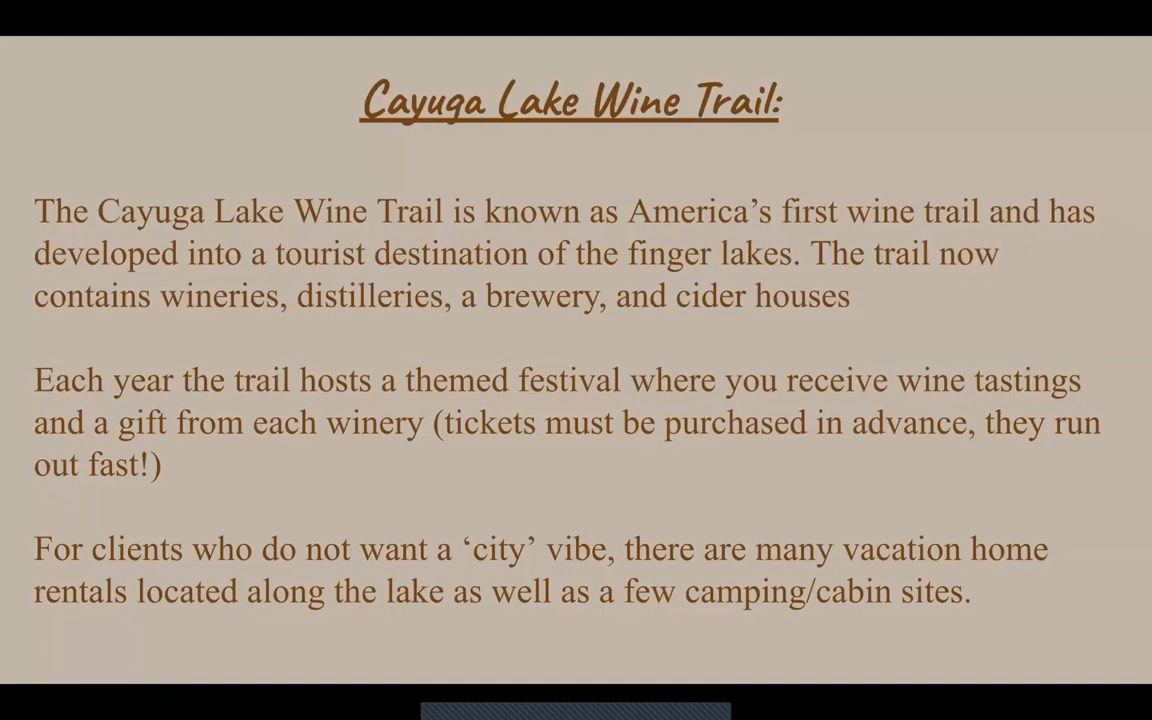 Cayuga Lake Wine Trail:
The Cayuga Lake Wine Trail is known as America’s first wine trail and has
developed into a tourist destination of the finger lakes. The trail now
contains wineries, distilleries, a brewery, and cider houses
Each year the trail hosts a themed festival where you receive wine tastings
and a gift from each winery (tickets must be purchased in advance, they run
out fast!)
For clients who do not want a ‘city’ vibe, there are many vacation home
rentals located along the lake as well as a few camping/cabin sites.